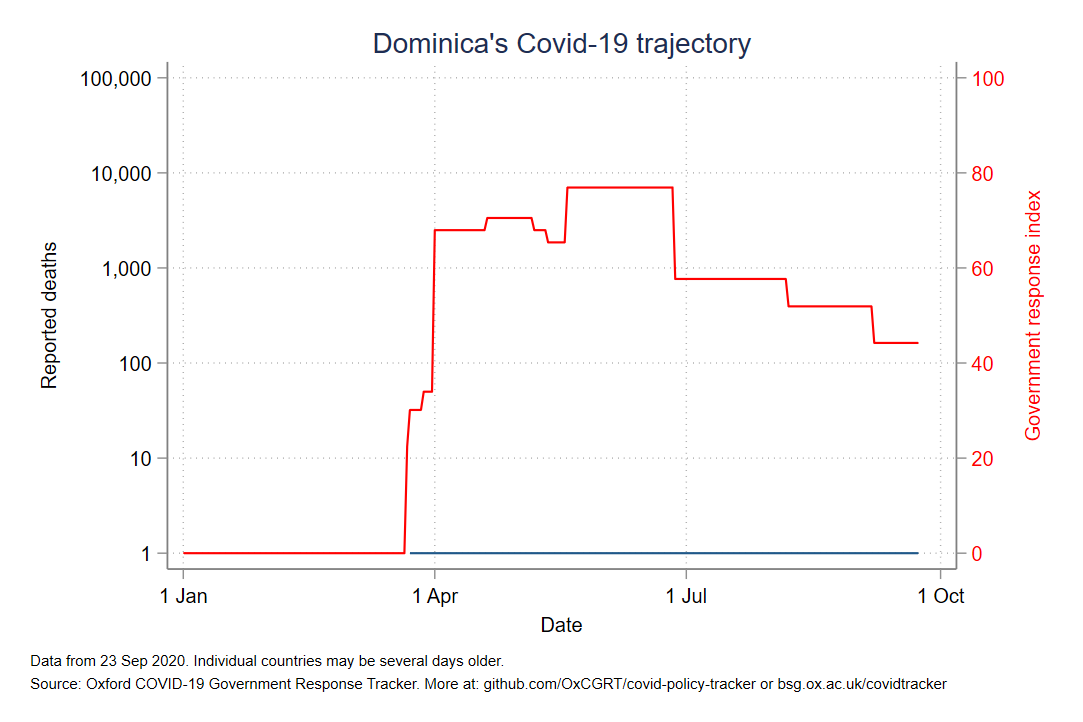 Dominica's Covid-19 trajectory
100,000
10,000
1,000
100
10
1
Reported deaths
100
80
60
40
20
0
Government response index
1 Jan
1 Apr
1 Jul
1 Oct
Date
Data from 23 Sep 2020. Individual countries may be several days older.
Source: Oxford COVID-19 Government Response Tracker. More at: github.com/OxCGRT/covid-policy-tracker or bsg.ox.ac.uk/covidtracker